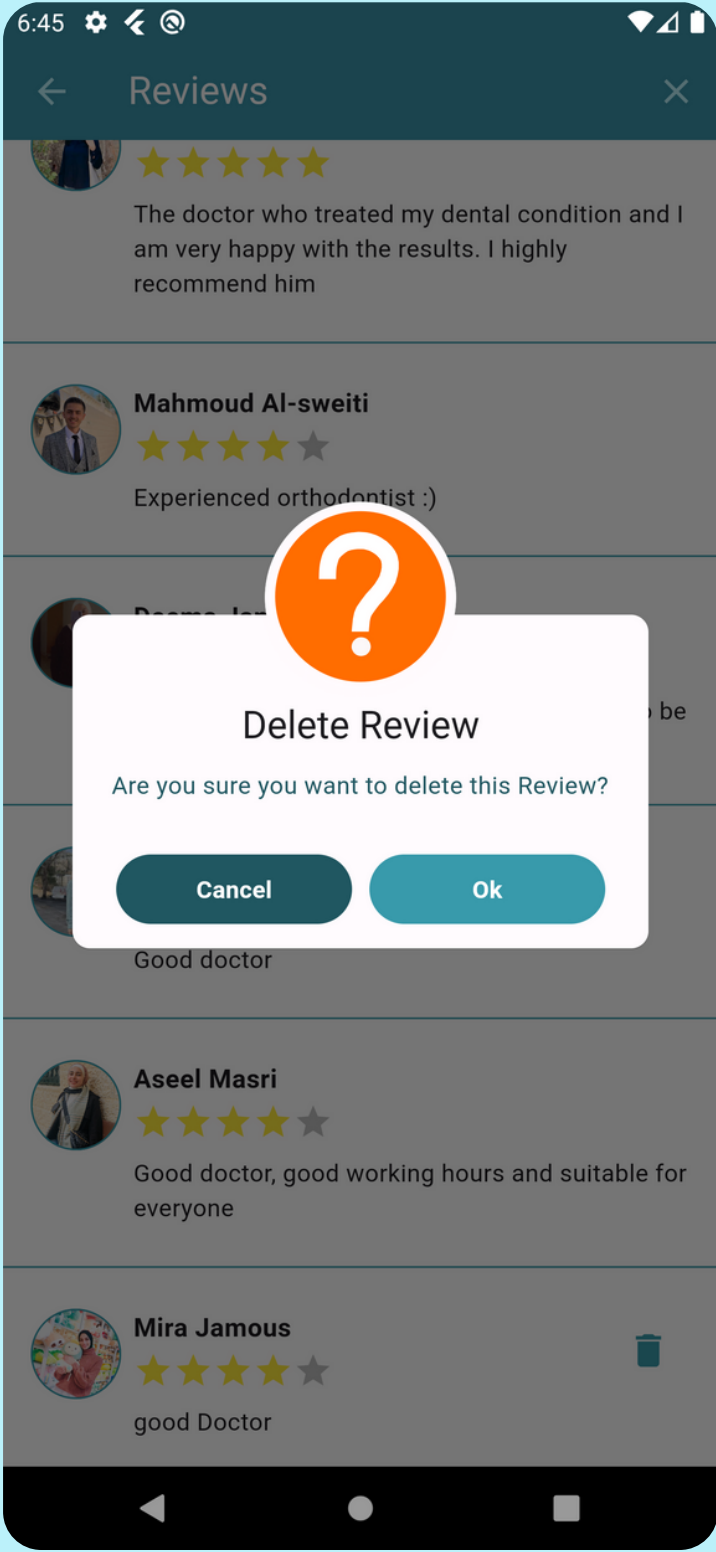 6:45
Reviews
The doctor who treated my dental condition and I
am very happy with the results. I highly
recommend him
Mahmoud Al-sweiti
Experienced orthodontist :)
be
?
Delete Review
Are you sure you want to delete this Review?
Cancel
Ok
Good doctor
Aseel Masri
Good doctor, good working hours and suitable for
everyone
Mira Jamous
good Doctor